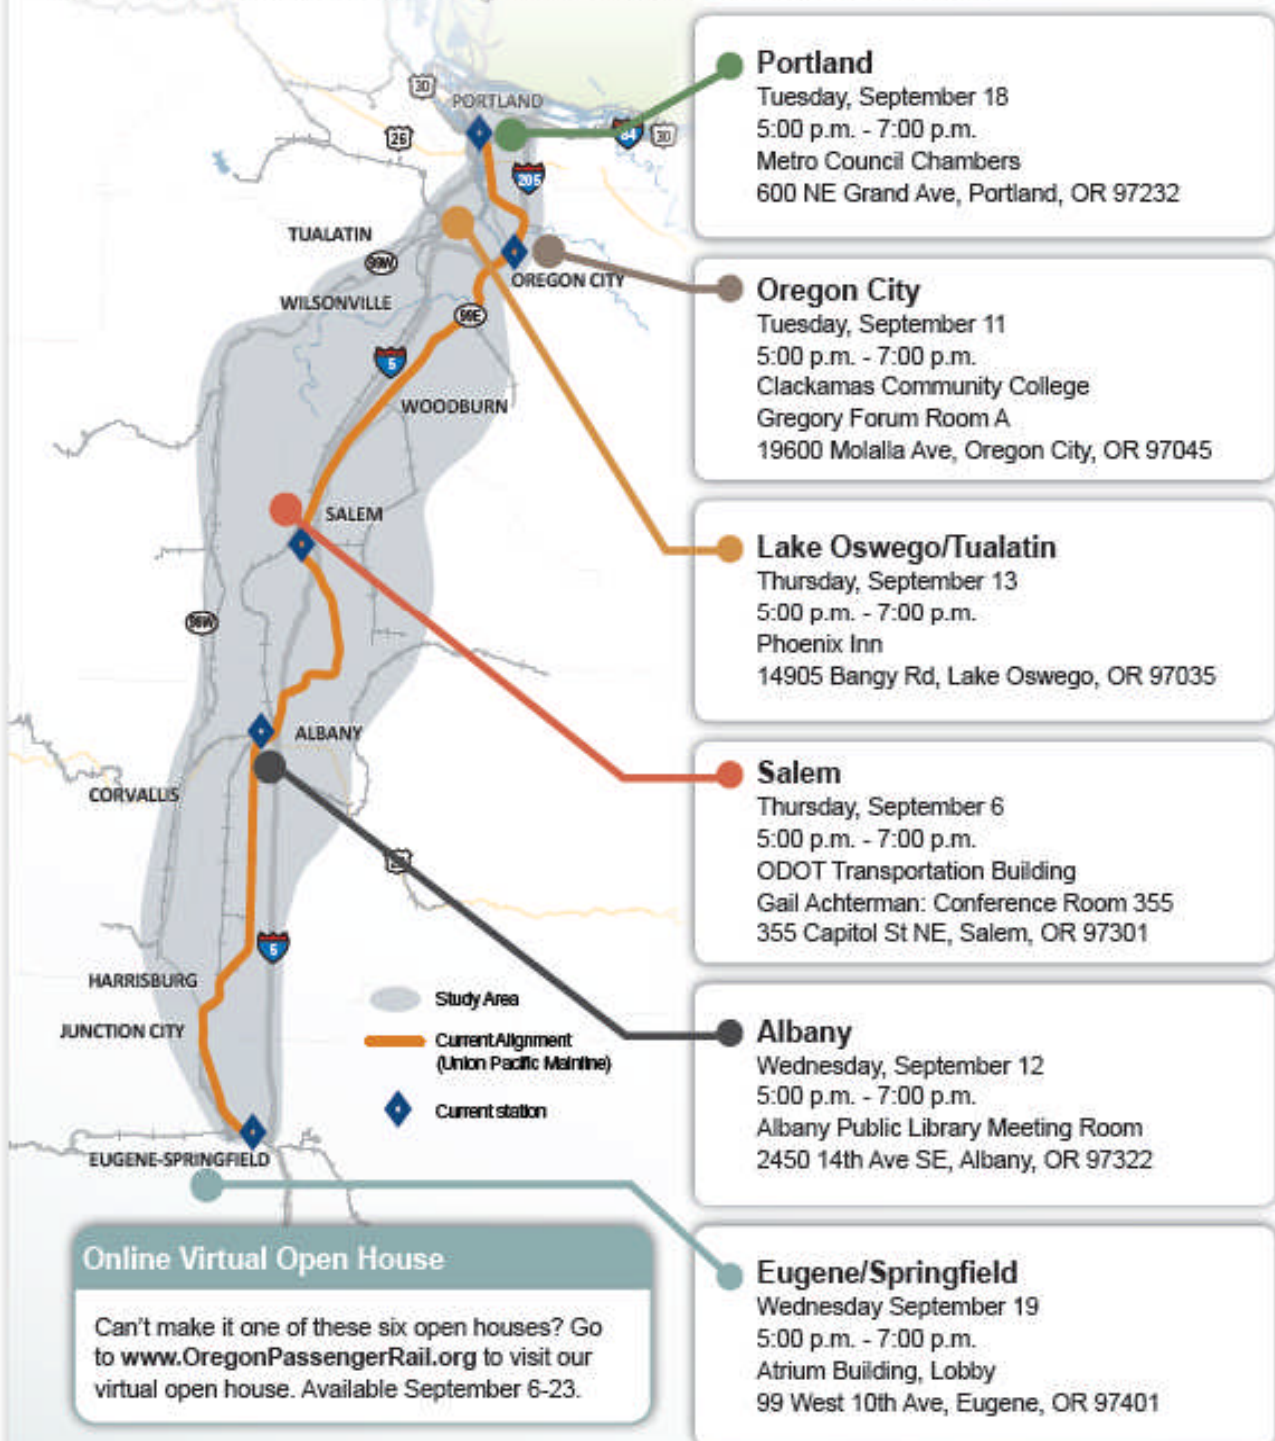 PORTLAND
30
26
84
30
205
TUALATIN
99W
OREGON CITY
WILSONVILLE
99E
5
WOODBURN
SALEM
99W
ALBANY
CORVALLIS
5
HARRISBURG
JUNCTION CITY
EUGENE-SPRINGFIELD
Study Area
Current Alignment
(Union Pacific Mainline)
Current station
Portland
Tuesday, September 18
5:00 p.m. - 7:00 p.m.
Metro Council Chambers
600 NE Grand Ave, Portland, OR 97232
Oregon City
Tuesday, September 11
5:00 p.m. - 7:00 p.m.
Clackamas Community College
Gregory Forum Room A
19600 Molalla Ave, Oregon City, OR 97045
Lake Oswego/Tualatin
Thursday, September 13
5:00 p.m. - 7:00 p.m.
Phoenix Inn
14905 Bangy Rd, Lake Oswego, OR 97035
Salem
Thursday, September 6
5:00 p.m. - 7:00 p.m.
ODOT Transportation Building
Gail Achterman: Conference Room 355
355 Capitol St NE, Salem, OR 97301
Albany
Wednesday, September 12
5:00 p.m. - 7:00 p.m.
Albany Public Library Meeting Room
2450 14th Ave SE, Albany, OR 97322
Eugene/Springfield
Wednesday September 19
5:00 p.m. - 7:00 p.m.
Atrium Building, Lobby
99 West 10th Ave, Eugene, OR 97401
Online Virtual Open House
Can't make it one of these six open houses? Go
to www.OregonPassengerRail.org to visit our
virtual open house. Available September 6-23.